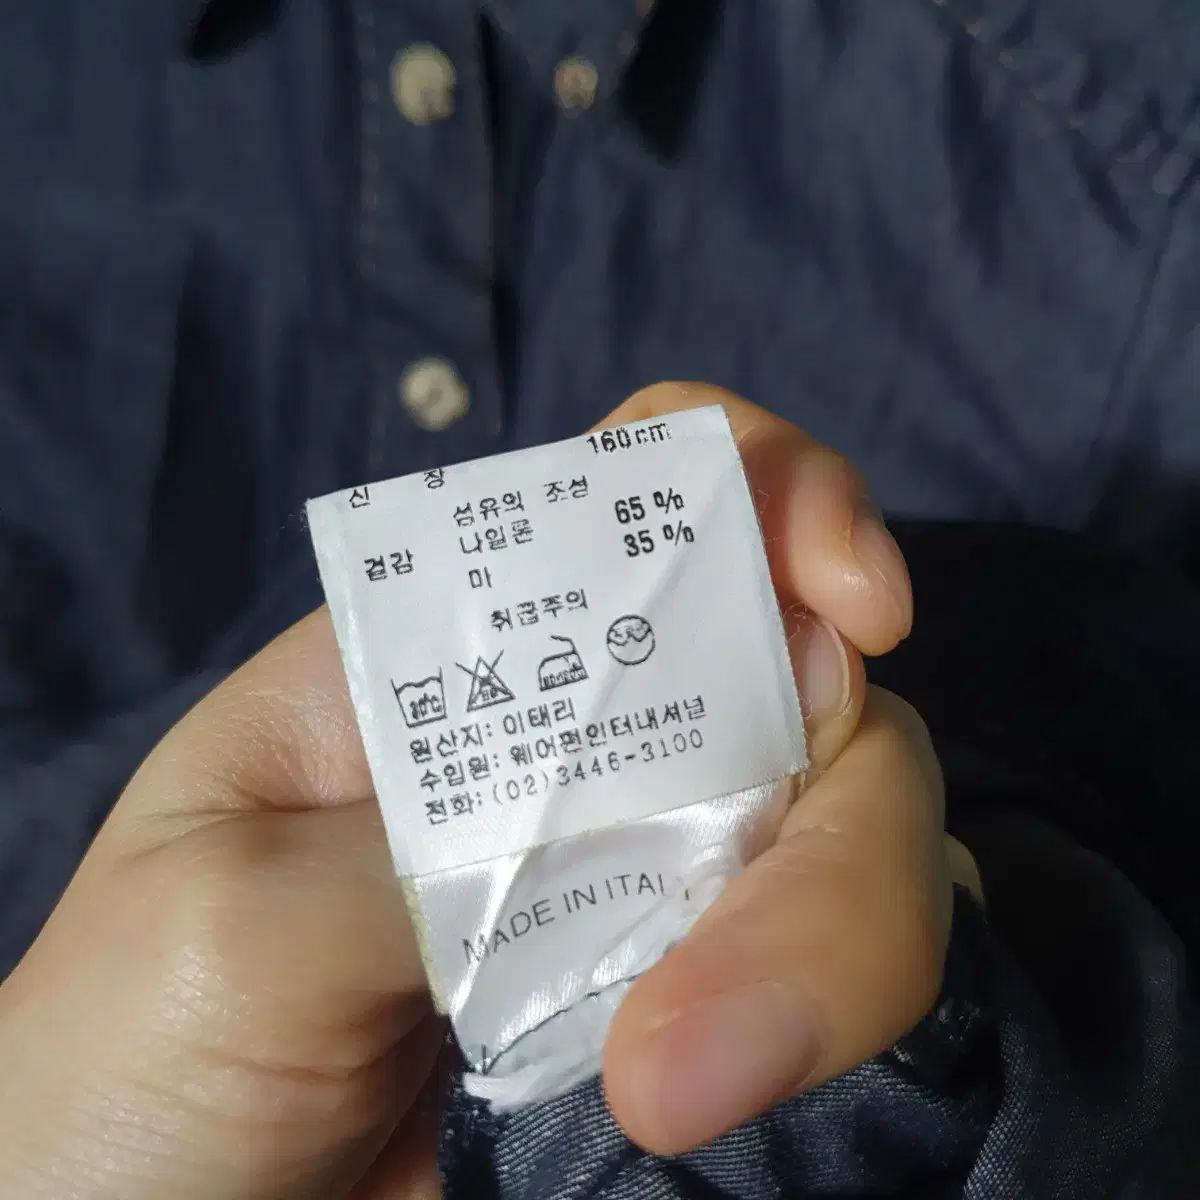 신 장 160cm
섬유의 조성
겉감 나일론 65 %
마 35 %
취급주의
30℃
원산지: 이태리
수입원: 웨어펀인터내셔널
전화: (02)3446-3100
MADE IN ITALY